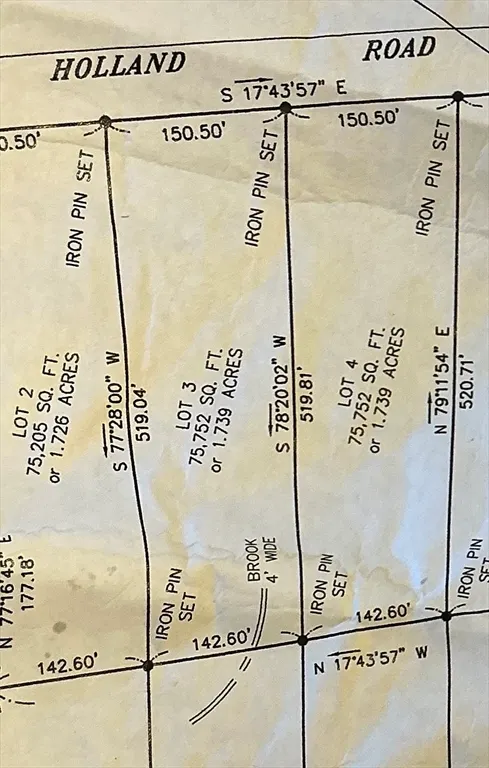 HOLLAND ROAD
S 17°43'57" E
0.50'
150.50'
150.50'
IRON PIN SET
IRON PIN SET
IRON PIN SET
LOT 2
75,205 SQ. FT.
or 1.726 ACRES
S 77°28'00" W
519.04'
LOT 3
75,752 SQ. FT.
or 1.739 ACRES
S 78°20'02" W
519.81'
LOT 4
75,752 SQ. FT.
or 1.739 ACRES
N 79°11'54" E
520.71'
N 77°16'45" E
177.18'
BROOK
4' WIDE
IRON PIN
SET
IRON PIN
SET
IRON PIN
SET
142.60'
142.60'
142.60'
N 17°43'57" W